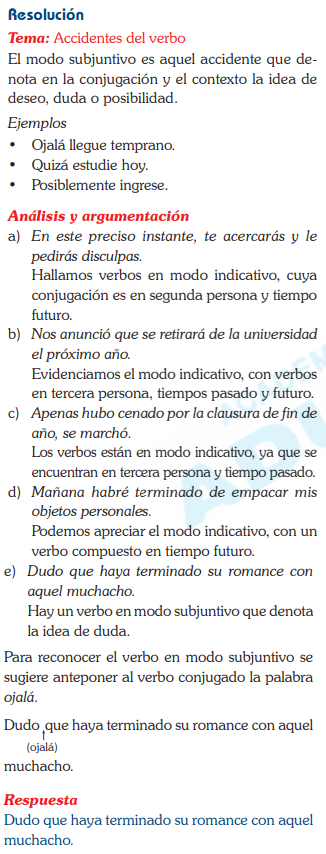 Resolución
Tema: Accidentes del verbo
El modo subjuntivo es aquel accidente que de-
nota en la conjugación y el contexto la idea de
deseo, duda o posibilidad.
Ejemplos
• Ojalá llegue temprano.
• Quizá estudie hoy.
• Posiblemente ingrese.
Análisis y argumentación
a) En este preciso instante, te acercarás y le
pedirás disculpas.
Hallamos verbos en modo indicativo, cuya
conjugación es en segunda persona y tiempo
futuro.
b) Nos anunció que se retirará de la universidad
el próximo año.
Evidenciamos el modo indicativo, con verbos
en tercera persona, tiempos pasado y futuro.
c) Apenas hubo cenado por la clausura de fin de
año, se marchó.
Los verbos están en modo indicativo, ya que se
encuentran en tercera persona y tiempo pasado.
d) Mañana habré terminado de empacar mis
objetos personales.
Podemos apreciar el modo indicativo, con un
verbo compuesto en tiempo futuro.
e) Dudo que haya terminado su romance con
aquel muchacho.
Hay un verbo en modo subjuntivo que denota
la idea de duda.
Para reconocer el verbo en modo subjuntivo se
sugiere anteponer al verbo conjugado la palabra
ojalá.
Dudo que haya terminado su romance con aquel
(ojalá)
muchacho.
Respuesta
Dudo que haya terminado su romance con aquel
muchacho.